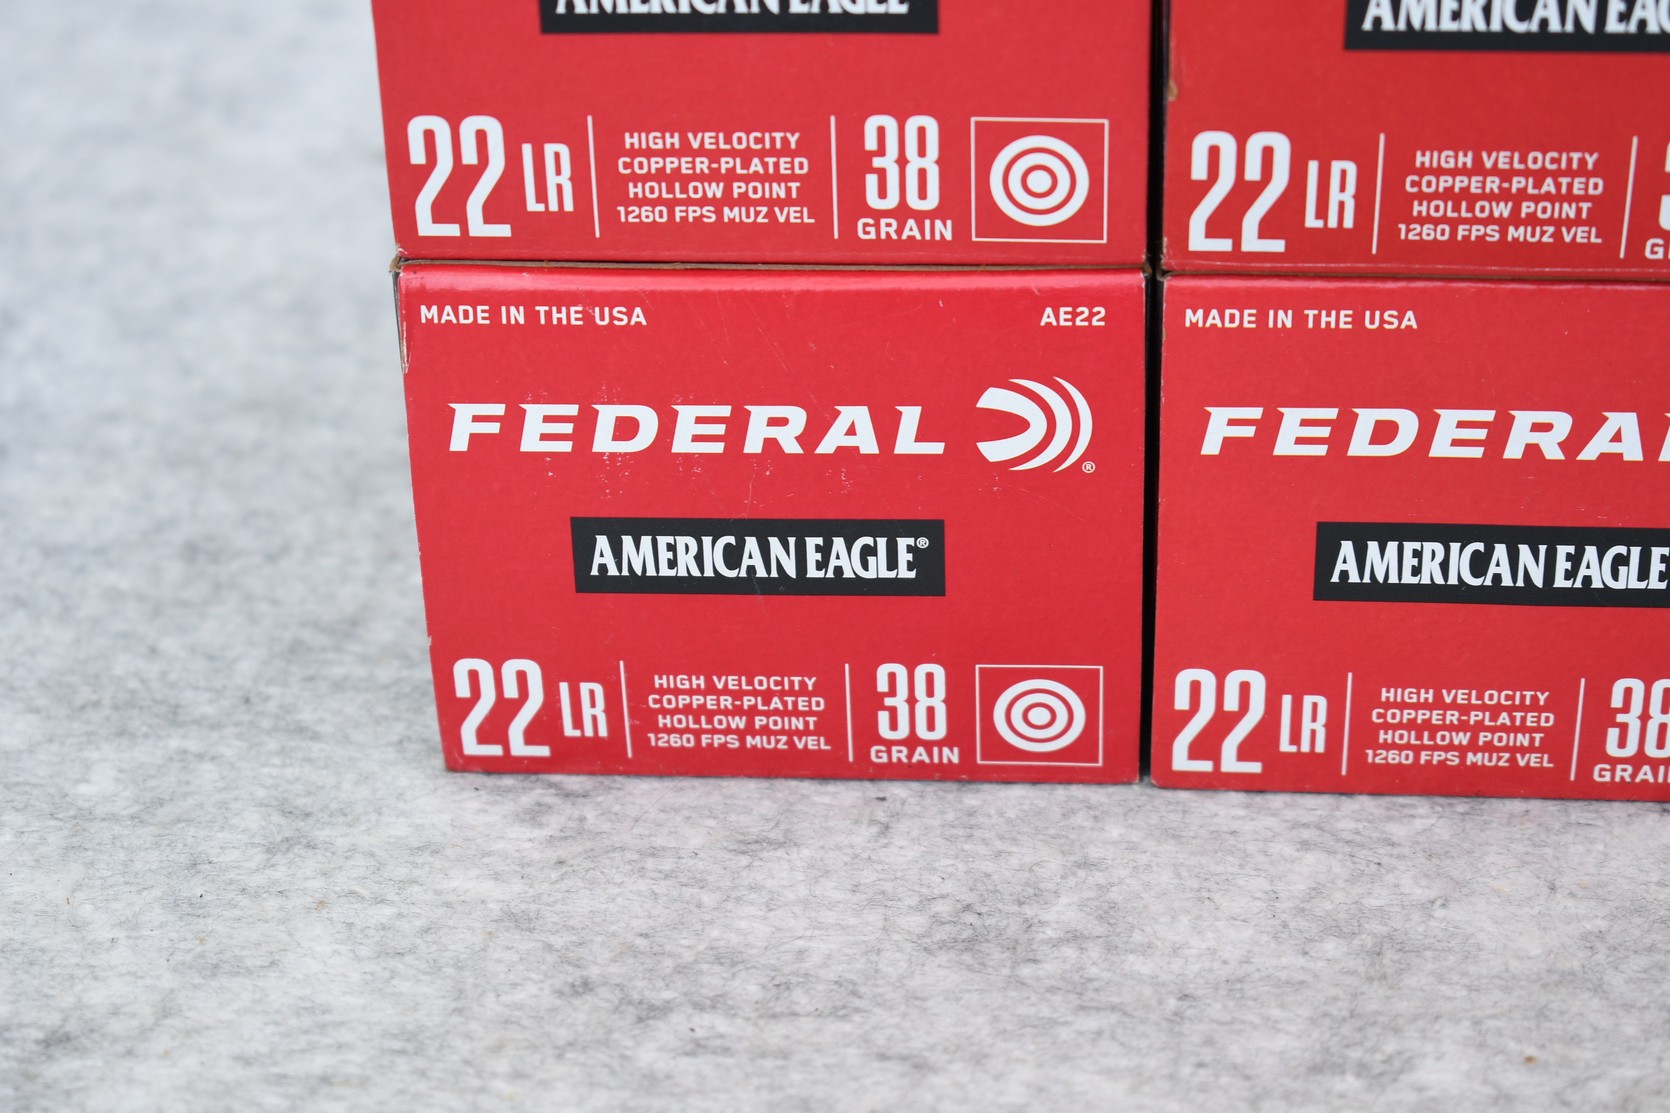 AMERICAN EAGLE
22 LR
HIGH VELOCITY
COPPER-PLATED
HOLLOW POINT
1260 FPS MUZ VEL
38
GRAIN
AMERICAN EAG
22 LR
HIGH VELOCITY
COPPER-PLATED
HOLLOW POINT
1260 FPS MUZ VEL
MADE IN THE USA
AE22
FEDERAL ®
AMERICAN EAGLE®
22 LR
HIGH VELOCITY
COPPER-PLATED
HOLLOW POINT
1260 FPS MUZ VEL
38
GRAIN
MADE IN THE USA
FEDERAL
AMERICAN EAGLE
22 LR
HIGH VELOCITY
COPPER-PLATED
HOLLOW POINT
1260 FPS MUZ VEL
38
GRAI